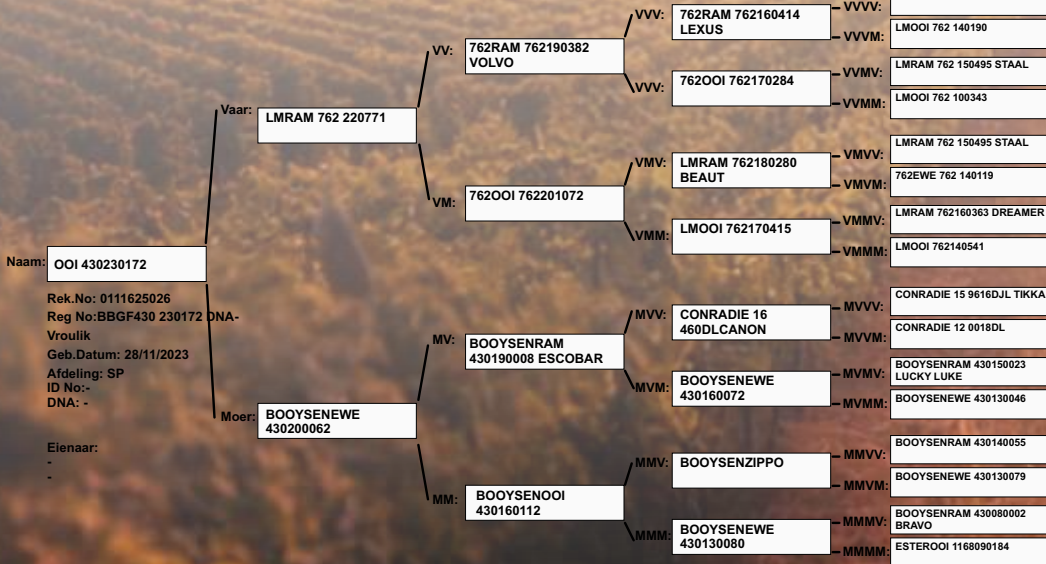 VVVV:
VVV:
762RAM 762160414
LEXUS
LMOOI 762 140190
VVVM:
VV:
762RAM 762190382
VOLVO
LMRAM 762 150495 STAAL
VVMV:
VVV:
762OOI 762170284
LMOOI 762 100343
VVMM:
Vaar:
LMRAM 762 220771
LMRAM 762 150495 STAAL
VMVV:
VMV:
LMRAM 762180280
BEAUT
762EWE 762 140119
VMVM:
VM:
762OOI 762201072
LMRAM 762160363 DREAMER
VMMV:
VMM:
LMOOI 762170415
LMOOI 762140541
VMMM:
Naam:
OOI 430230172
Rek.No: 0111625026
Reg No:BBGF430 230172 DNA-
Vroulik
Geb.Datum: 28/11/2023
Afdeling: SP
ID No:-
DNA: -
Eienaar:
-
-
CONRADIE 15 9616DJL TIKKA
MVVV:
MVV:
CONRADIE 16
460DLCANON
CONRADIE 12 0018DL
MVVM:
MV:
BOOYSENRAM
430190008 ESCOBAR
BOOYSENRAM 430150023
LUCKY LUKE
MVMV:
MVM:
BOOYSENEWE
430160072
BOOYSENEWE 430130046
MVMM:
Moer:
BOOYSENEWE
430200062
BOOYSENRAM 430140055
MMVV:
MMV:
BOOYSENZIPPO
BOOYSENEWE 430130079
MMVM:
MM:
BOOYSENOOI
430160112
BOOYSENRAM 430080002
BRAVO
MMMV:
MMM:
BOOYSENEWE
430130080
ESTEROOI 1168090184
MMMM: